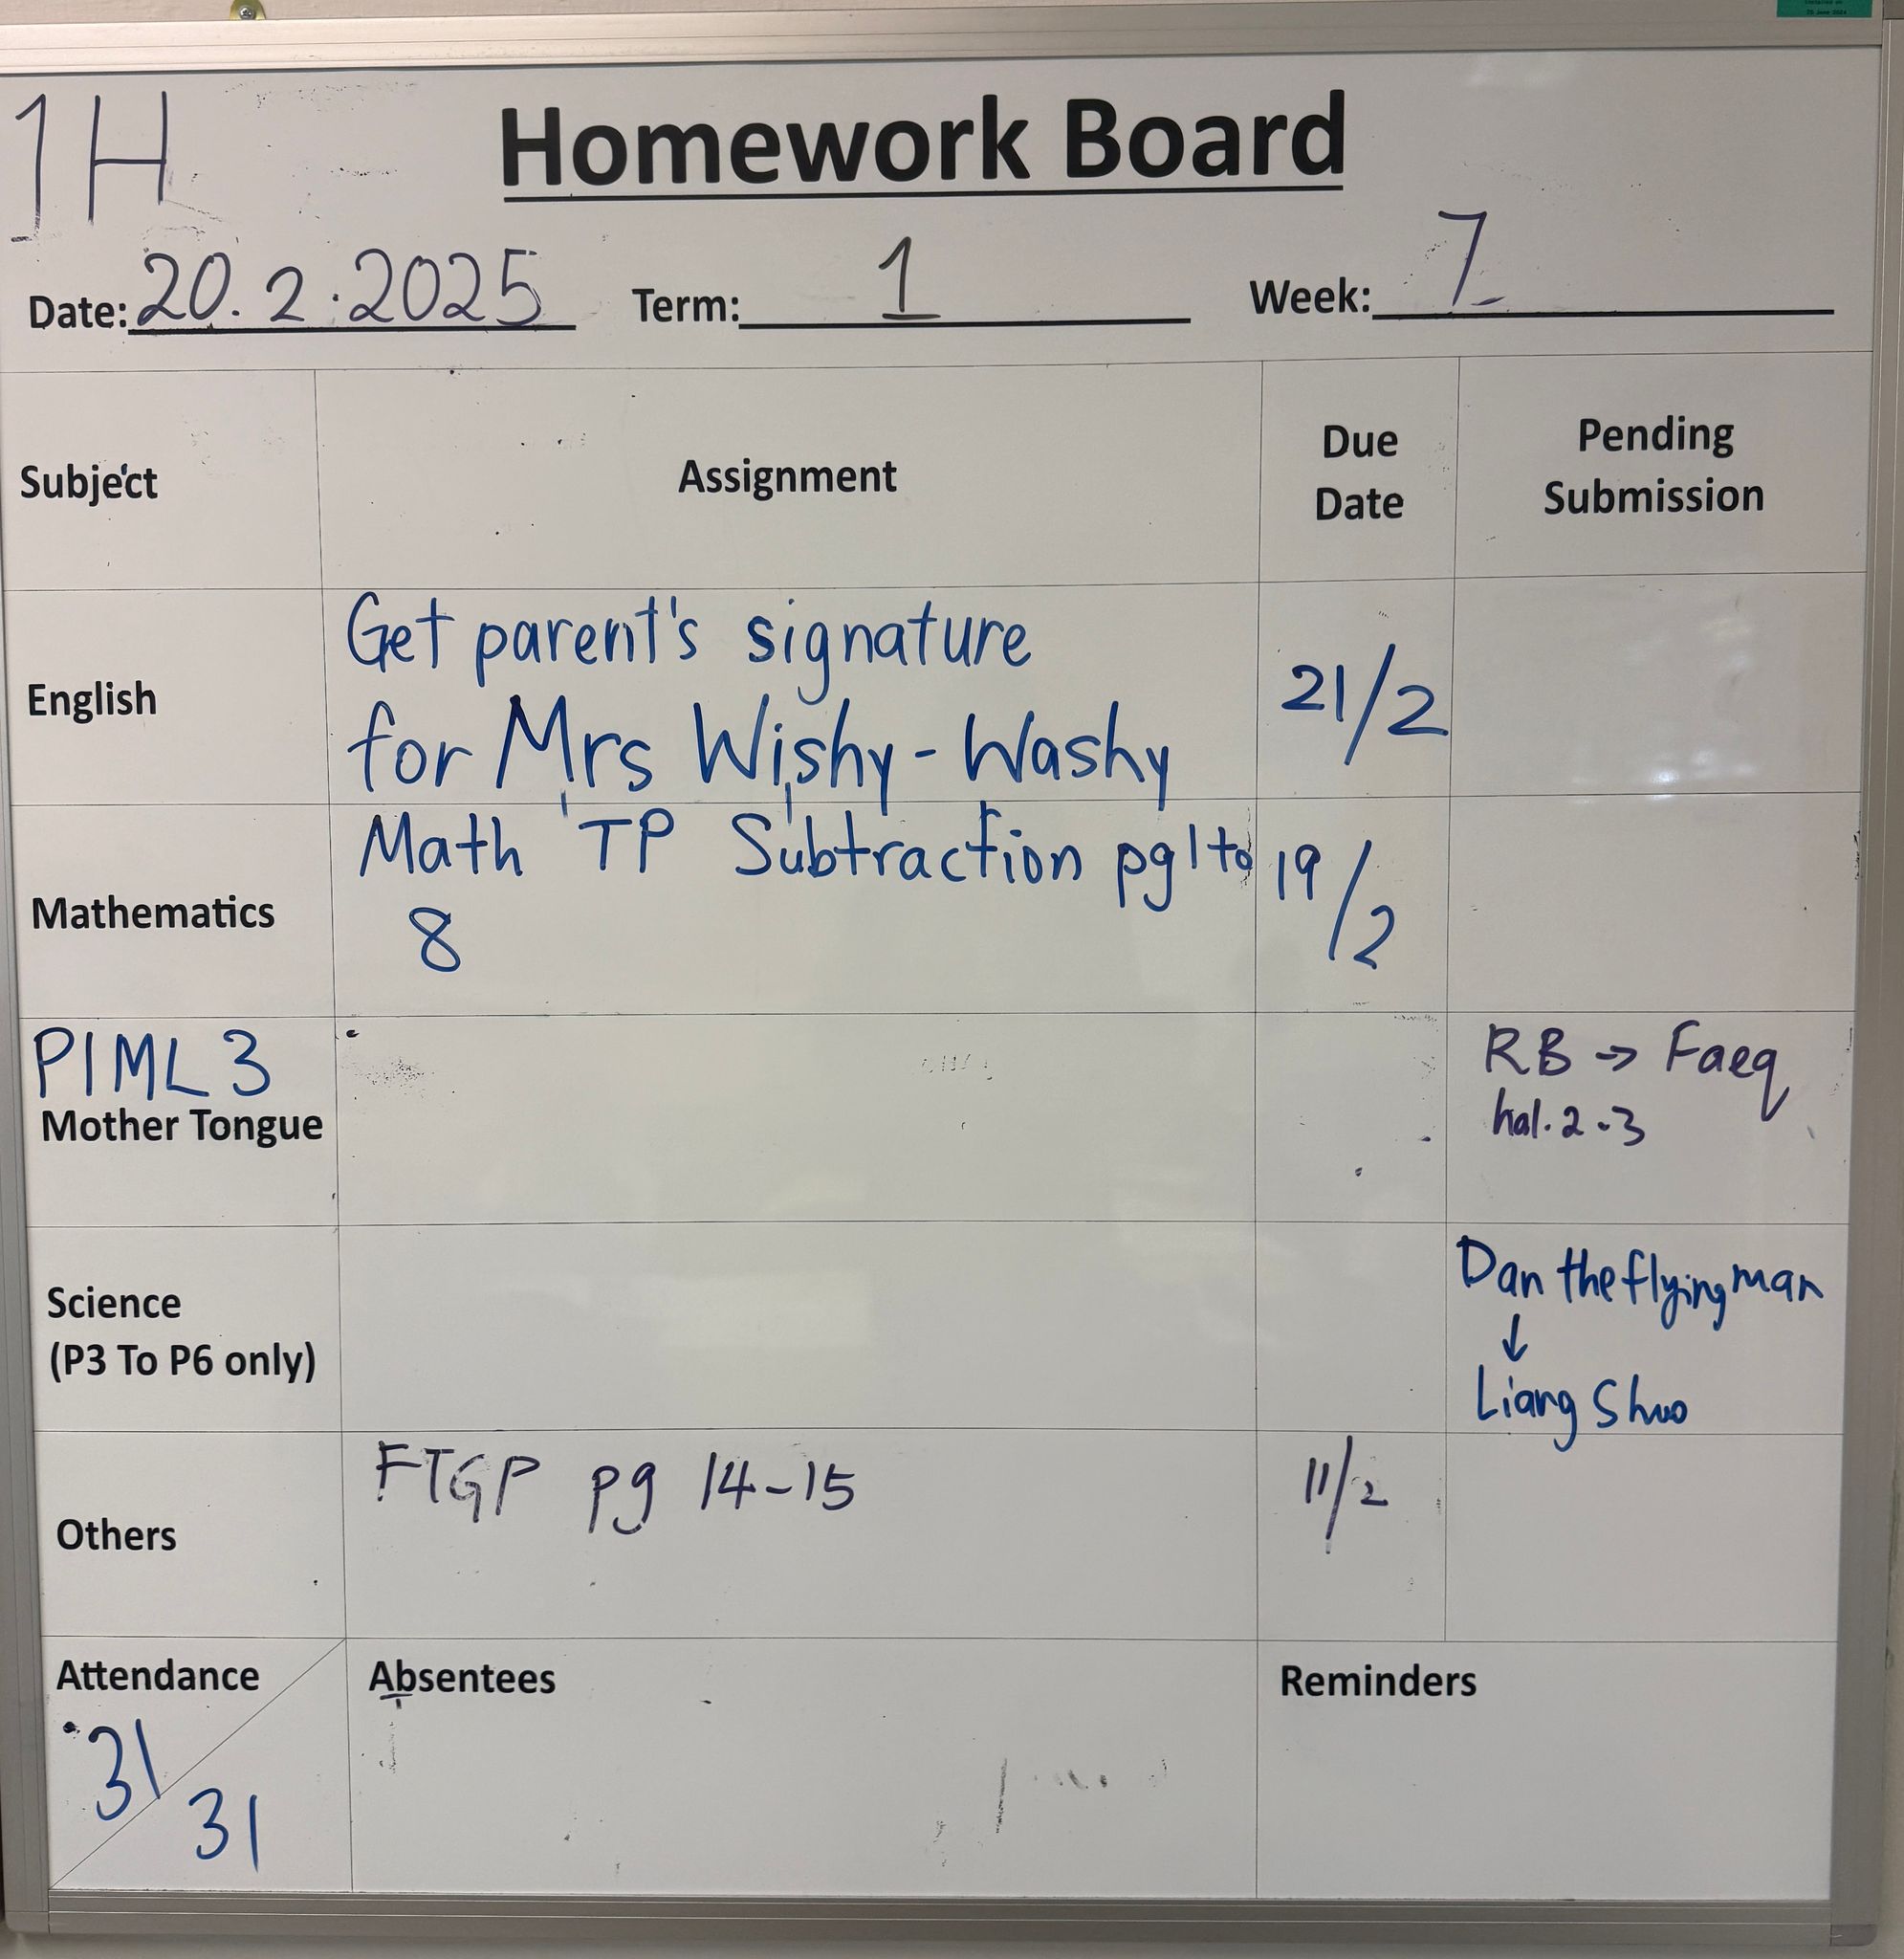 1H
Homework Board
Date: 20.2.2025 Term: 1 Week: 7
Subject Assignment Due Date Pending Submission
English Get parent's signature 21/2
for Mrs Wishy-Washy
Mathematics Math TP Subtraction pg 1 to 19/2
8
PIML 3
Mother Tongue
RB → Faeq
hal. 2-3
Science
(P3 To P6 only)
Dan the flying man
↓
Liang Shuo
Others FTGP pg 14-15 11/2
Attendance Absentees Reminders
31
31